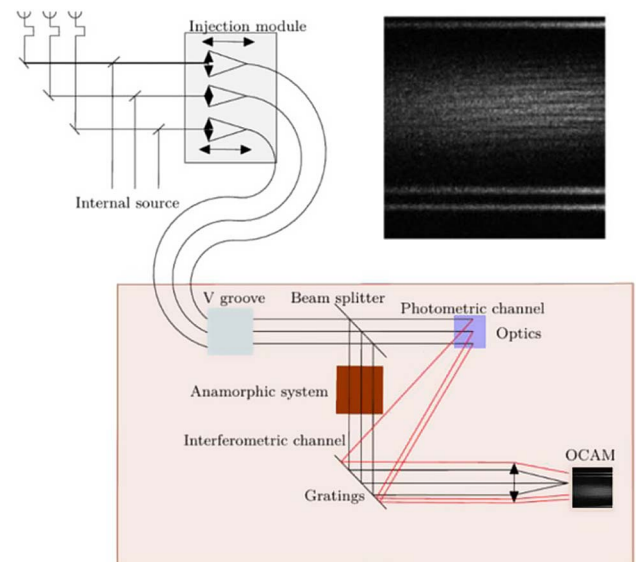 Injection module
Internal source
V groove
Beam splitter
Photometric channel
Optics
Anamorphic system
Interferometric channel
OCAM
Gratings